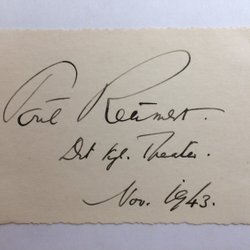 Poul Reumert.
Det kgl. Theater.
Nov. 1943.